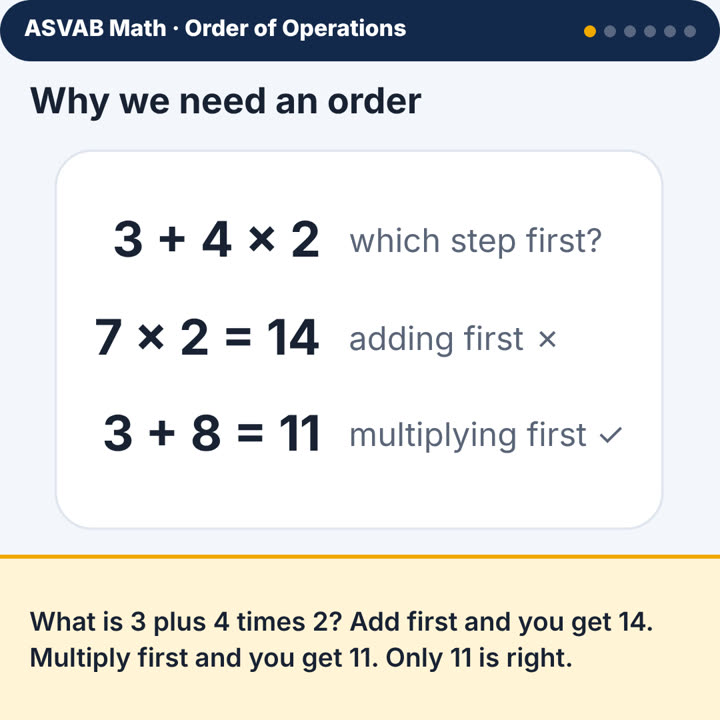 ASVAB Math · Order of Operations
Why we need an order
3 + 4 × 2 which step first?
7 × 2 = 14 adding first ×
3 + 8 = 11 multiplying first ✓
What is 3 plus 4 times 2? Add first and you get 14.
Multiply first and you get 11. Only 11 is right.